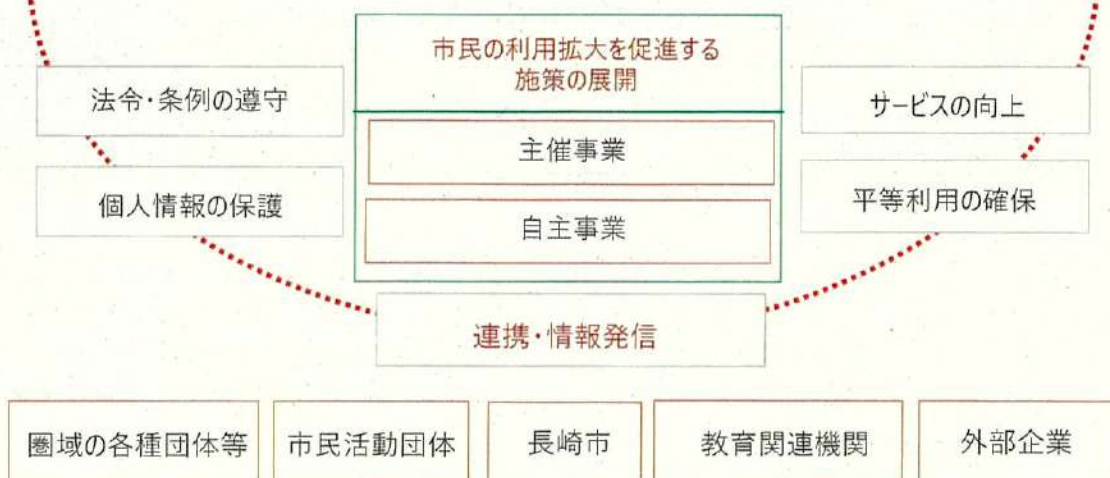 市民の利用拡大を促進する
施策の展開
法令・条例の遵守
サービスの向上
主催事業
個人情報の保護
平等利用の確保
自主事業
連携・情報発信
圏域の各種団体等
市民活動団体
長崎市
教育関連機関
外部企業